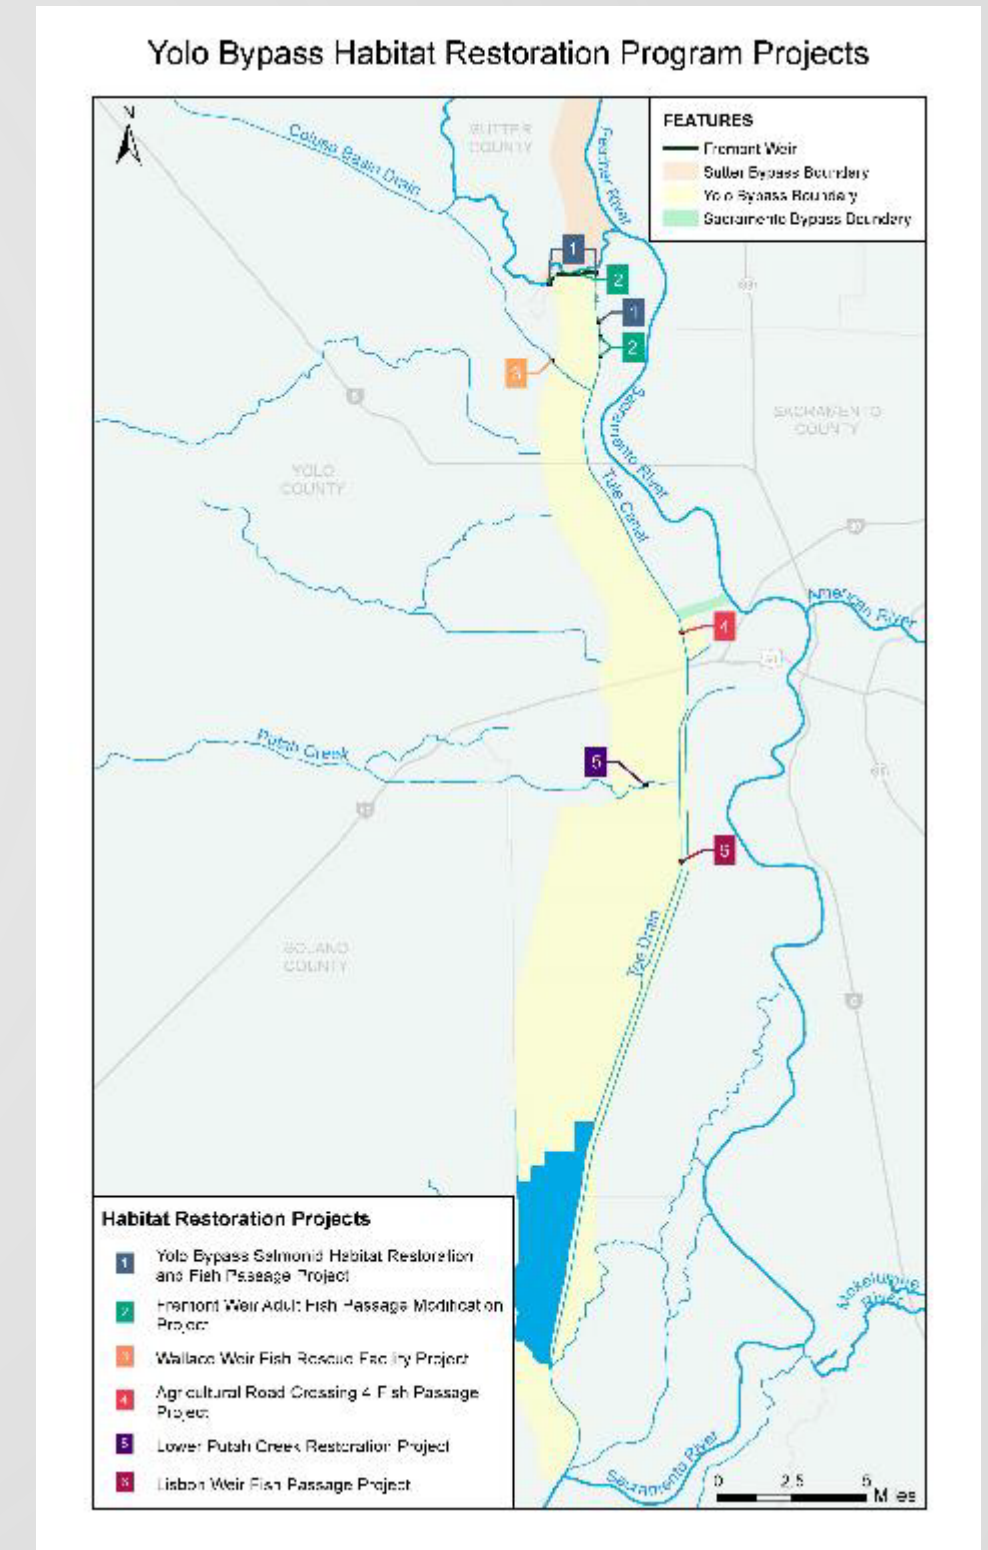 Yolo Bypass Habitat Restoration Program Projects
N
SUTTER
COUNTY
Colusa Basin Drain
Feather River
FEATURES
Fremont Weir
Sutter Bypass Boundary
Yolo Bypass Boundary
Sacramento Bypass Boundary
1
2
1
2
3
5
Sacramento River
SACRAMENTO
COUNTY
YOLO
COUNTY
Tule Canal
American River
4
Putah Creek
5
6
Toe Drain
SOLANO
COUNTY
5
Habitat Restoration Projects
1 Yolo Bypass Salmonid Habitat Restoration
and Fish Passage Project
2 Fremont Weir Adult Fish Passage Modification
Project
3 Wallace Weir Fish Rescue Facility Project
4 Agricultural Road Crossing 4 Fish Passage
Project
5 Lower Putah Creek Restoration Project
6 Lisbon Weir Fish Passage Project
Mokelumne
River
Sacramento River
0 2.5 5
Miles